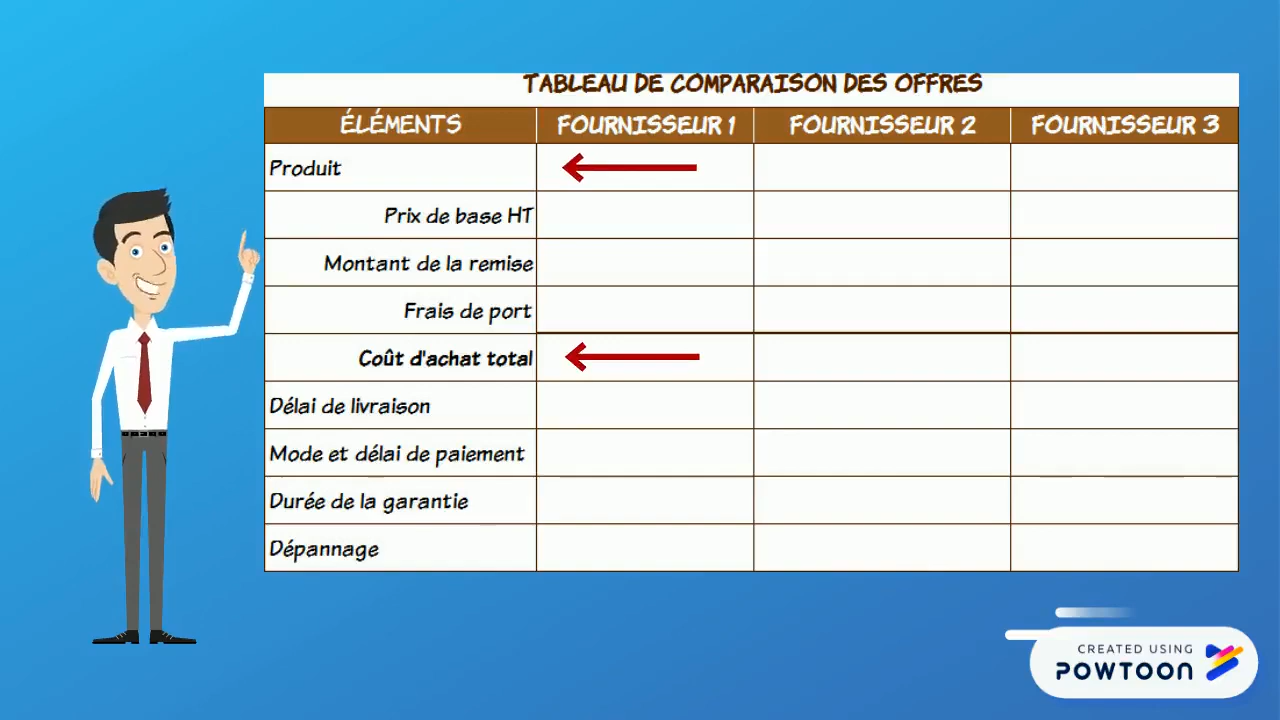 TABLEAU DE COMPARAISON DES OFFRES
ÉLÉMENTS FOURNISSEUR 1 FOURNISSEUR 2 FOURNISSEUR 3
Produit
Prix de base HT
Montant de la remise
Frais de port
Coût d'achat total
Délai de livraison
Mode et délai de paiement
Durée de la garantie
Dépannage
CREATED USING
POWTOON